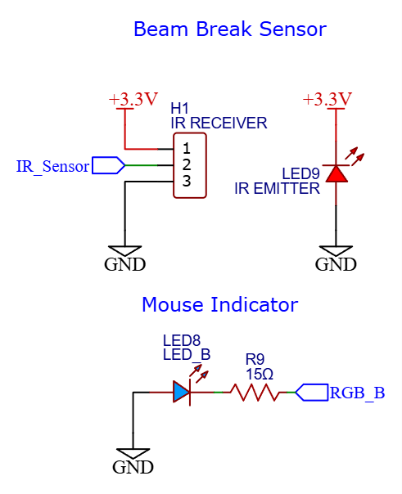 Beam Break Sensor
+3.3V
H1
IR RECEIVER
1
IR_Sensor
2
3
GND
+3.3V
LED9
IR EMITTER
GND
Mouse Indicator
LED8
LED_B
R9
15Ω
RGB_B
GND